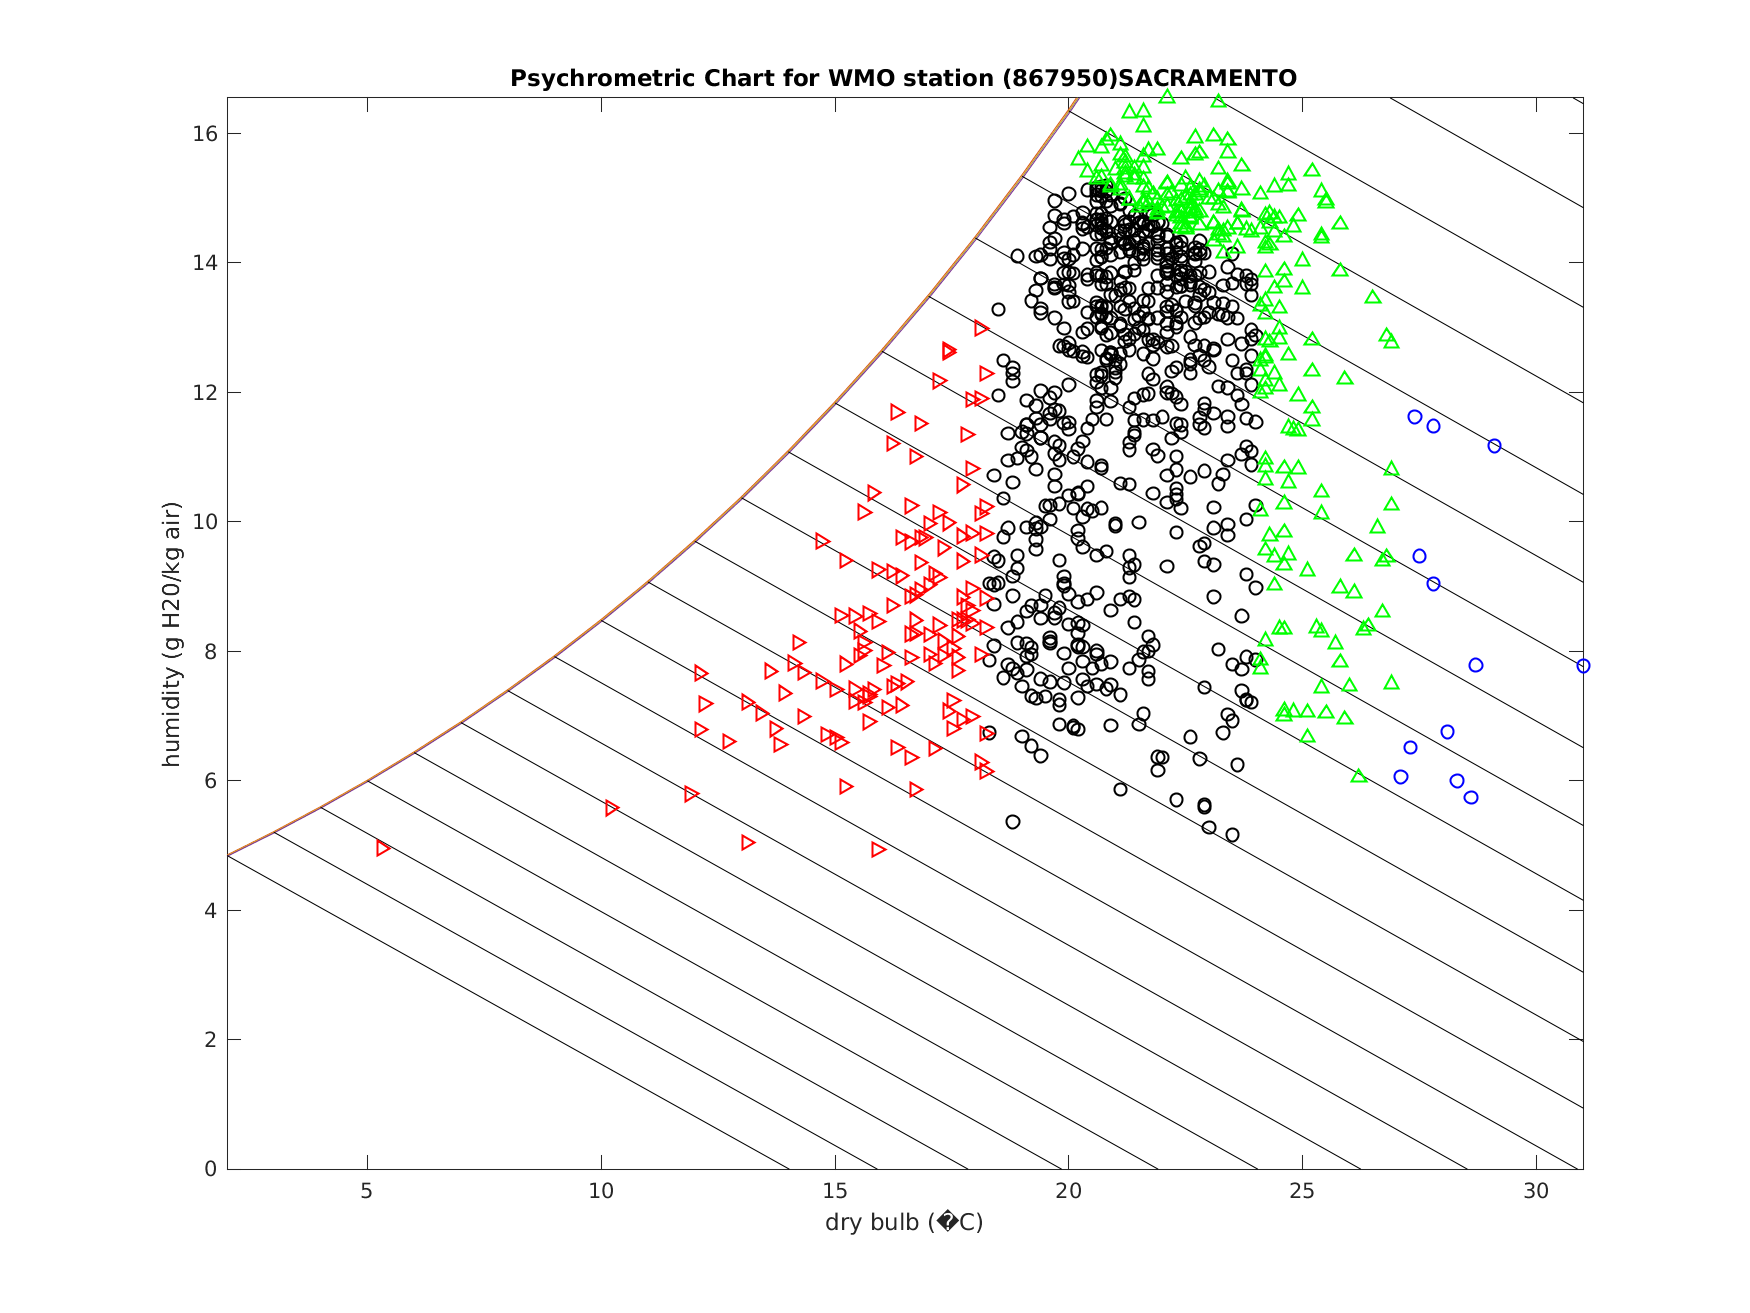 Psychrometric Chart for WMO station (867950)SACRAMENTO
16
14
12
10
8
6
4
2
0
humidity (g H20/kg air)
5 10 15 20 25 30
dry bulb (�C)